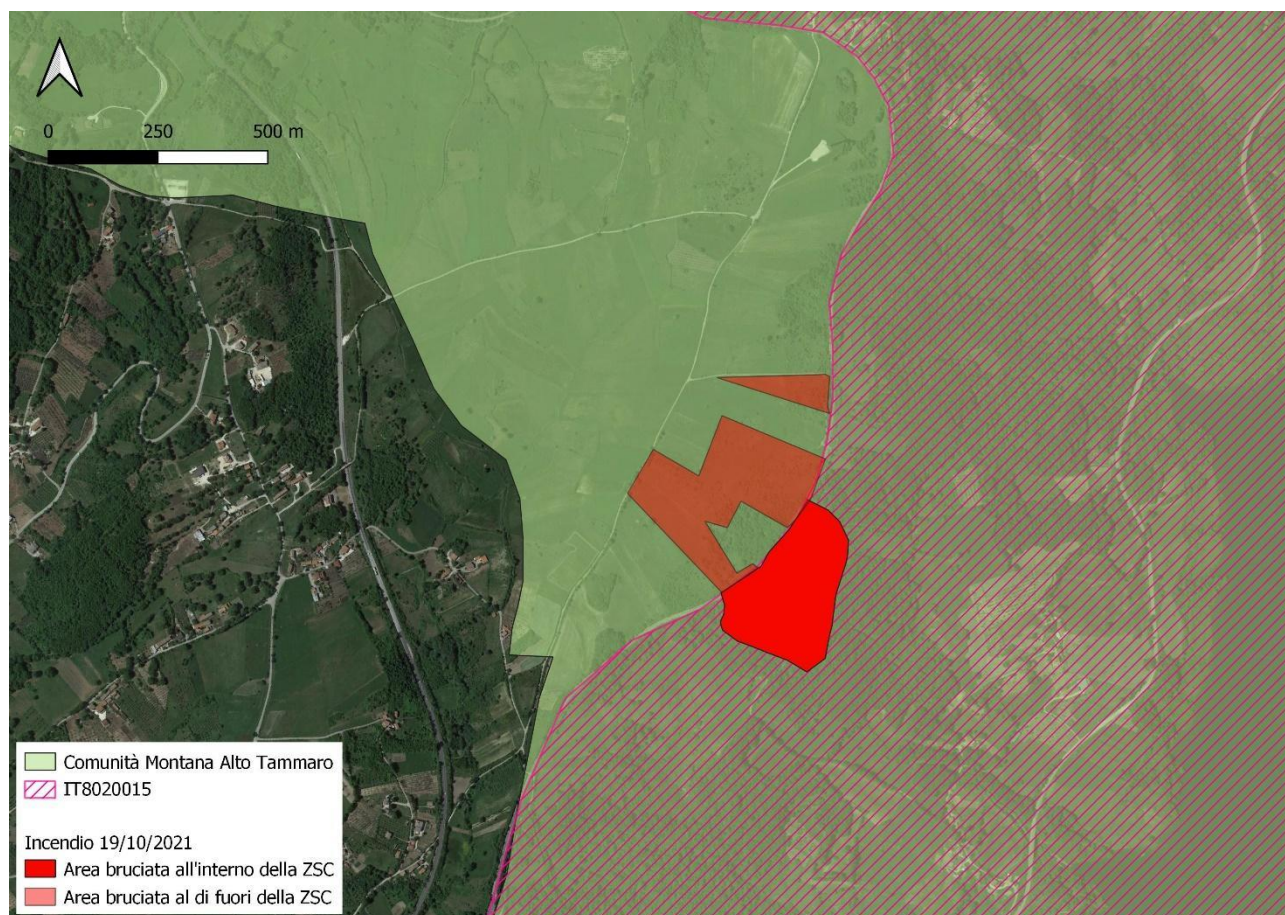 0 250 500 m
Comunità Montana Alto Tammaro
IT8020015
Incendio 19/10/2021
Area bruciata all'interno della ZSC
Area bruciata al di fuori della ZSC